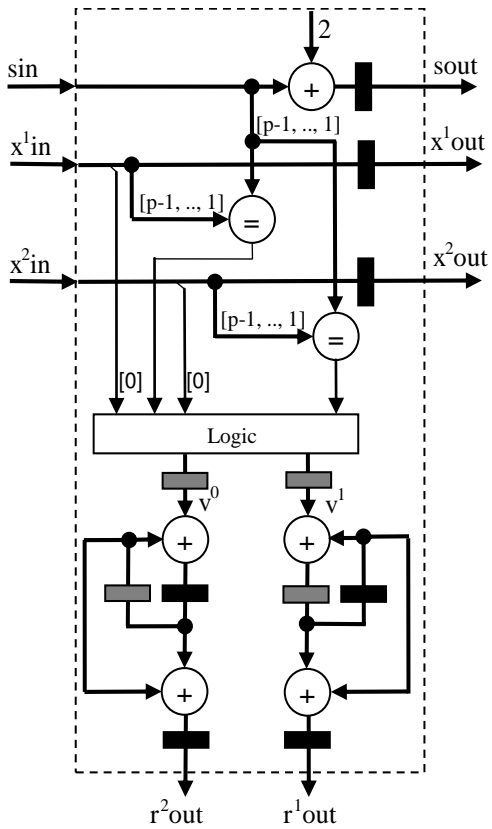 2
sin
+
sout
[p-1, .., 1]
x¹in
x¹out
[p-1, .., 1]
=
x²in
x²out
[p-1, .., 1]
=
[0]
[0]
Logic
v⁰
v¹
+
+
+
+
r²out
r¹out